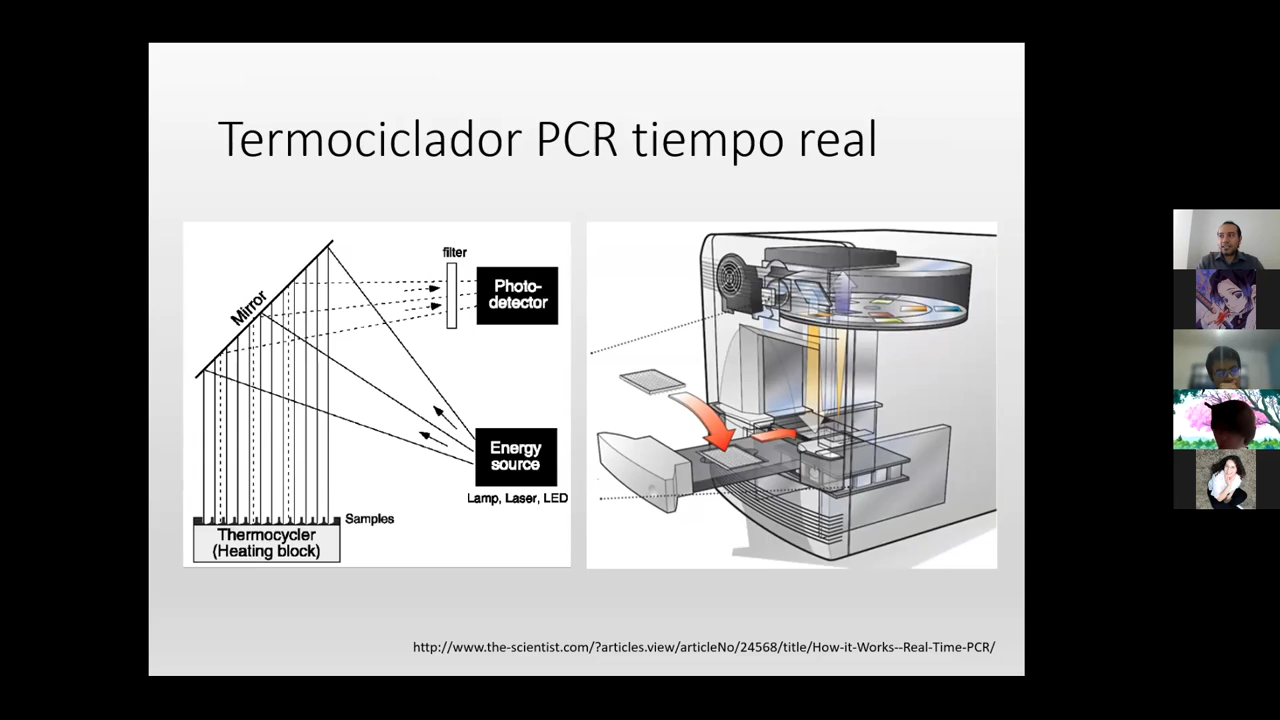 Termociclador PCR tiempo real
filter
Photo-
detector
Mirror
Energy
source
Lamp, Laser, LED
Samples
Thermocycler
(Heating block)
http://www.the-scientist.com/?articles.view/articleNo/24568/title/How-it-Works--Real-Time-PCR/